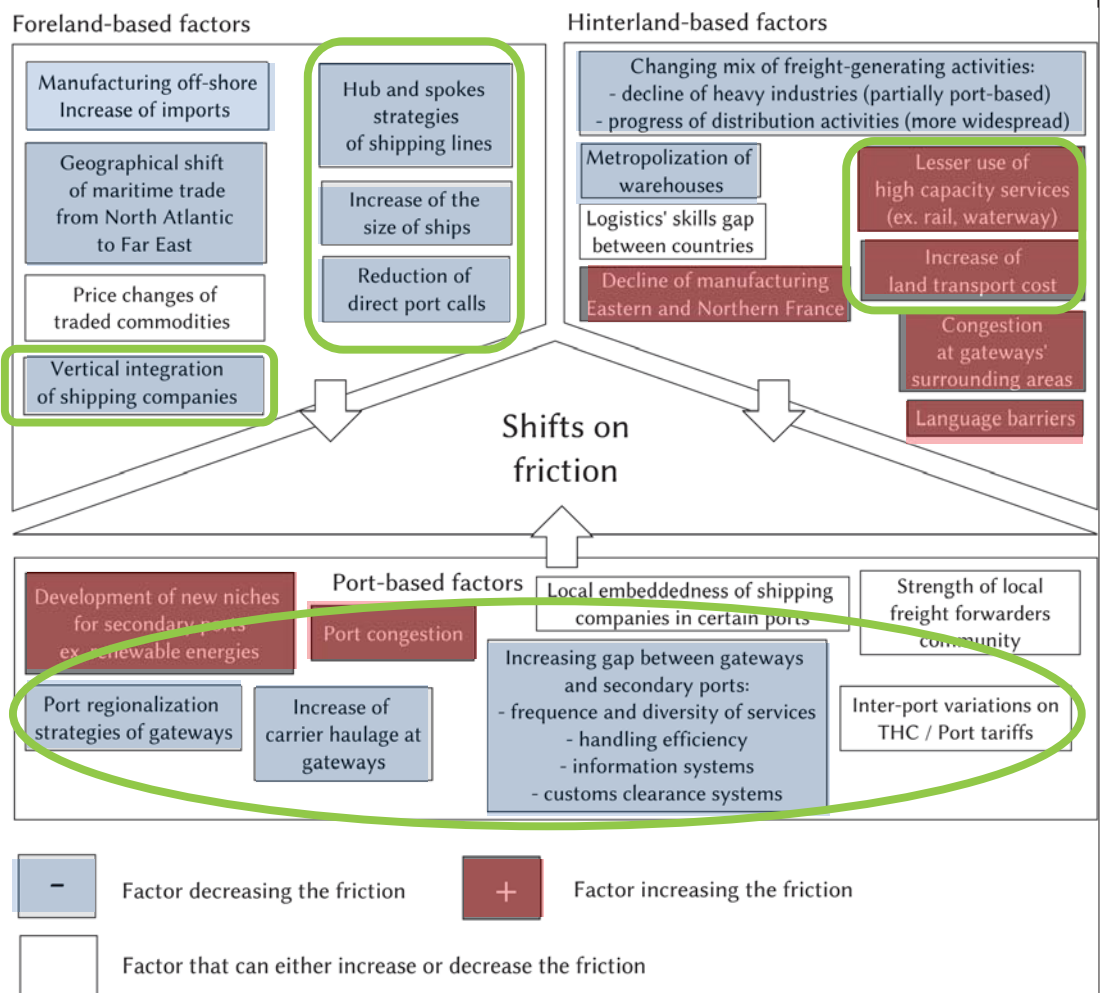 Foreland-based factors
Manufacturing off-shore
Increase of imports
Geographical shift
of maritime trade
from North Atlantic
to Far East
Price changes of
traded commodities
Vertical integration
of shipping companies
Hub and spokes
strategies
of shipping lines
Increase of the
size of ships
Reduction of
direct port calls
Hinterland-based factors
Changing mix of freight-generating activities:
- decline of heavy industries (partially port-based)
- progress of distribution activities (more widespread)
Metropolization of
warehouses
Logistics' skills gap
between countries
Decline of manufacturing
Eastern and Northern France
Lesser use of
high capacity services
(ex. rail, waterway)
Increase of
land transport cost
Congestion
at gateways'
surrounding areas
Language barriers
Shifts on
friction
Port-based factors
Development of new niches
for secondary ports
ex. renewable energies
Port congestion
Local embeddedness of shipping
companies in certain ports
Strength of local
freight forwarders
community
Port regionalization
strategies of gateways
Increase of
carrier haulage at
gateways
Increasing gap between gateways
and secondary ports:
- frequence and diversity of services
- handling efficiency
- information systems
- customs clearance systems
Inter-port variations on
THC / Port tariffs
-
Factor decreasing the friction
+
Factor increasing the friction
Factor that can either increase or decrease the friction